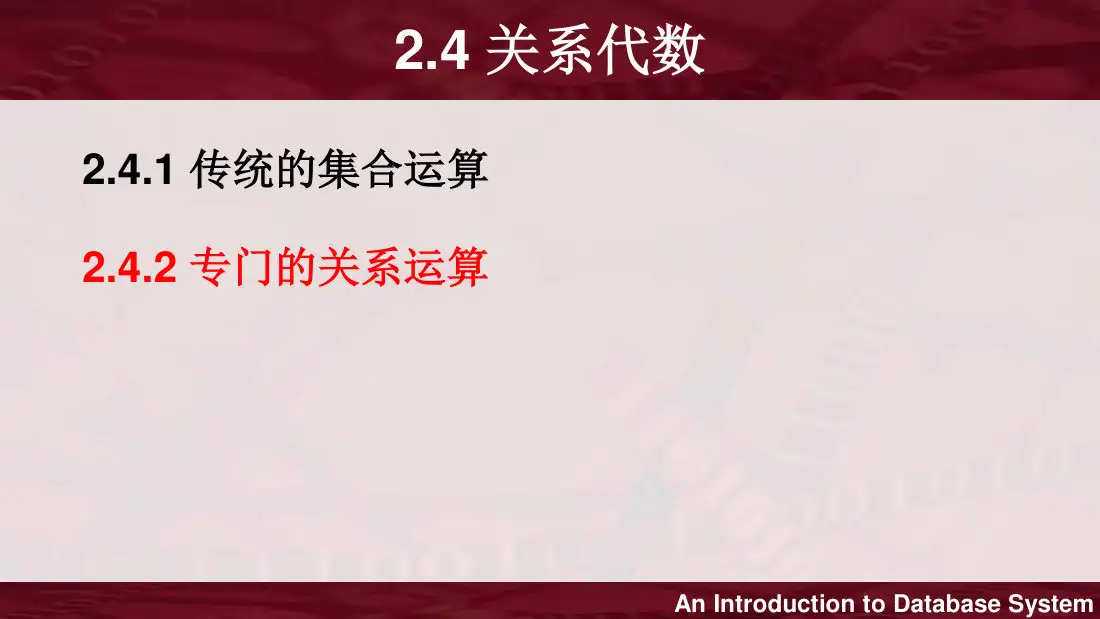 2.4 关系代数
2.4.1 传统的集合运算
2.4.2 专门的关系运算
An Introduction to Database System